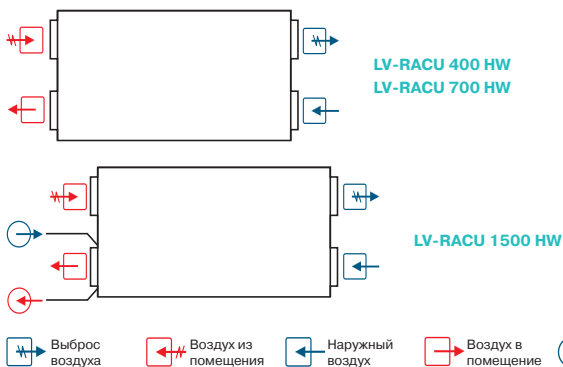 LV-RACU 400 HW
LV-RACU 700 HW
LV-RACU 1500 HW
Выброс воздуха
Воздух из помещения
Наружный воздух
Воздух в помещение